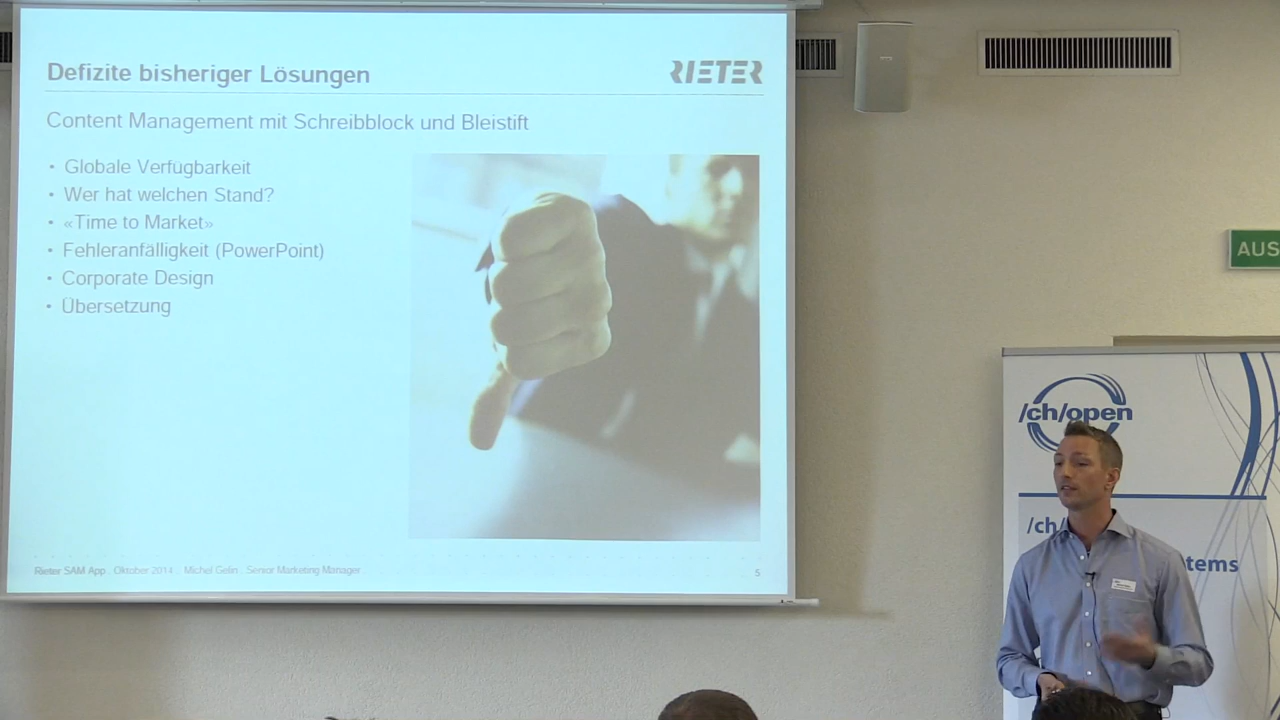 Defizite bisheriger Lösungen
RIETER
Content Management mit Schreibblock und Bleistift
• Globale Verfügbarkeit
• Wer hat welchen Stand?
• «Time to Market»
• Fehleranfälligkeit (PowerPoint)
• Corporate Design
• Übersetzung
Rieter SAM App . Oktober 2014 . Michel Gelin . Senior Marketing Manager
5
AUS
/ch/open
/ch/
tems